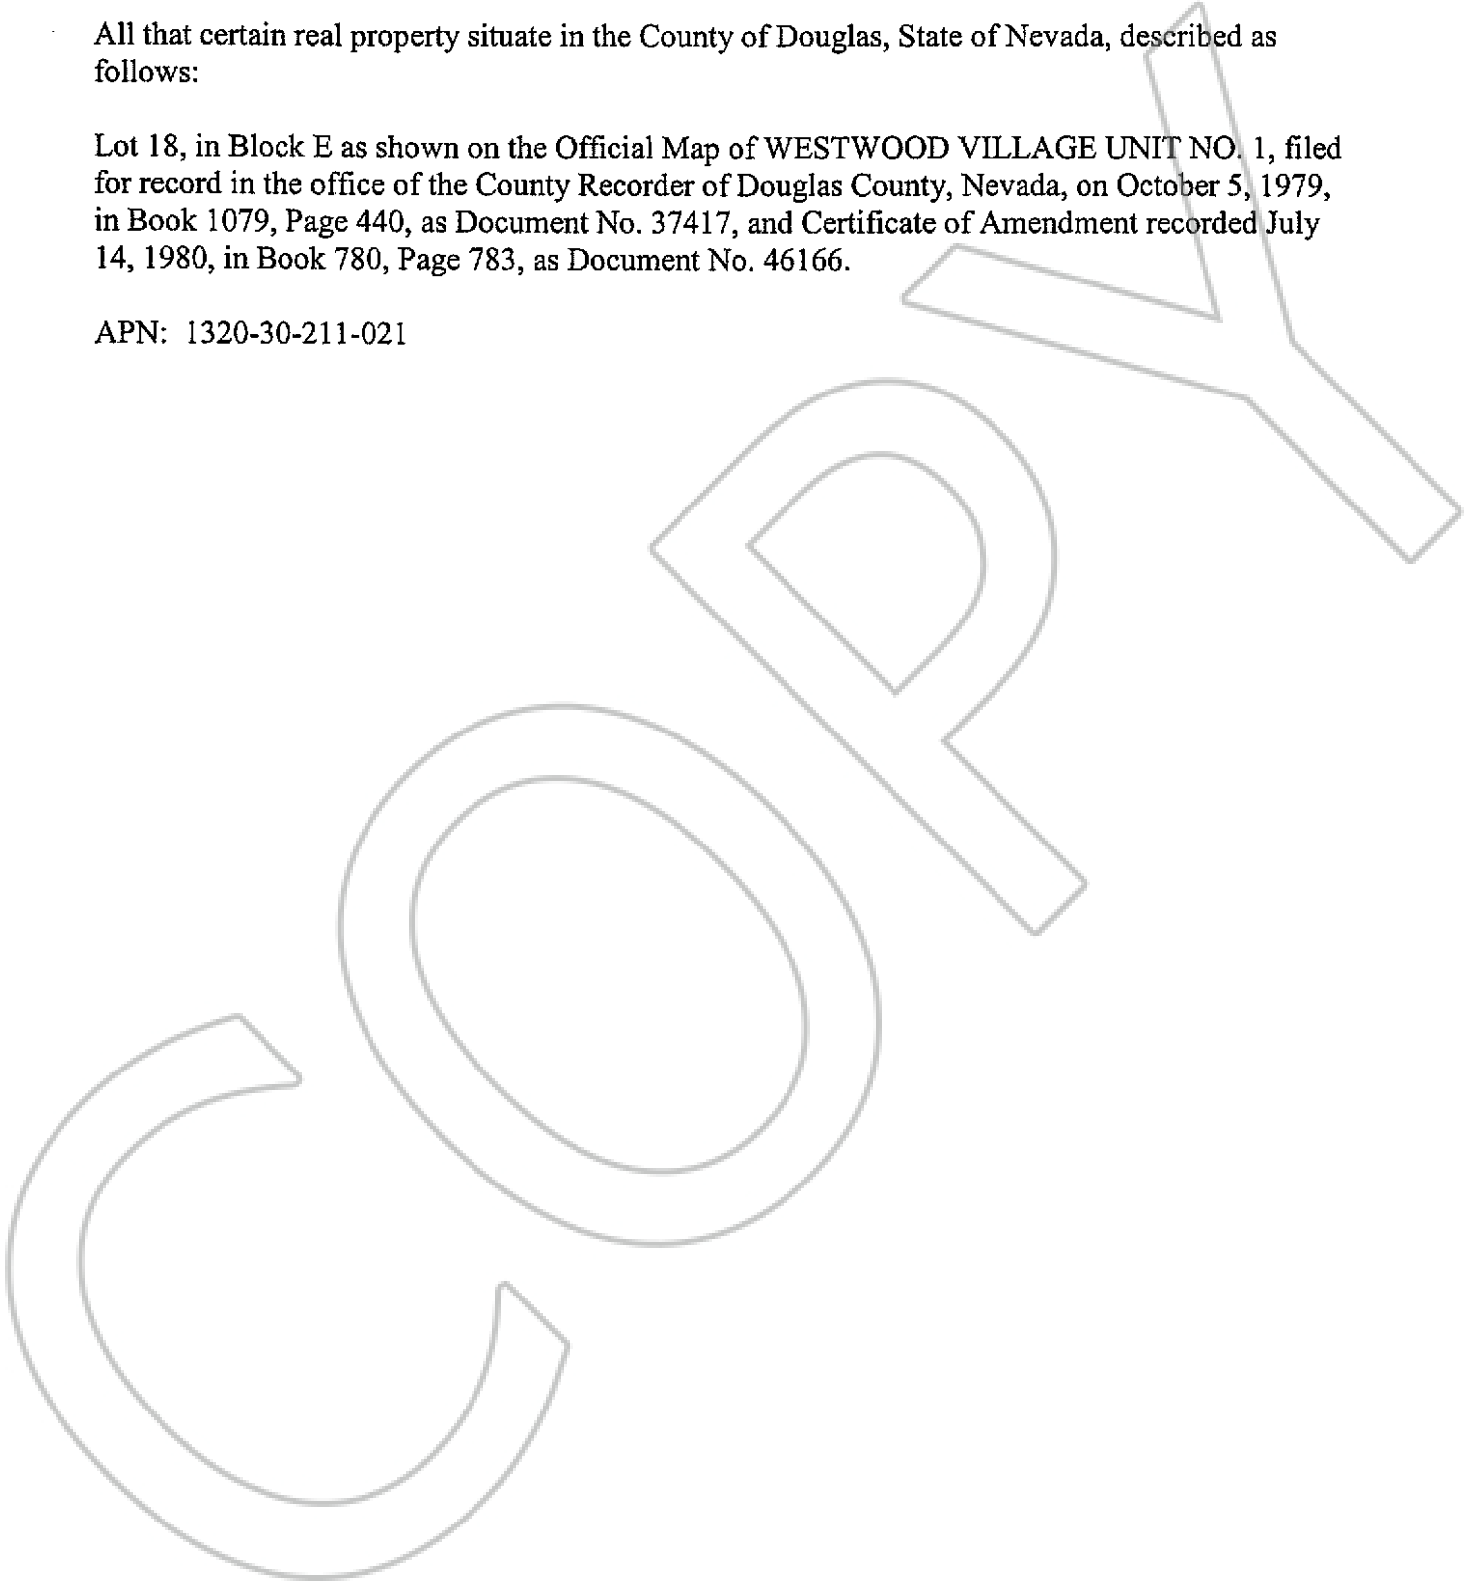 All that certain real property situate in the County of Douglas, State of Nevada, described as
follows:
Lot 18, in Block E as shown on the Official Map of WESTWOOD VILLAGE UNIT NO. 1, filed
for record in the office of the County Recorder of Douglas County, Nevada, on October 5, 1979,
in Book 1079, Page 440, as Document No. 37417, and Certificate of Amendment recorded July
14, 1980, in Book 780, Page 783, as Document No. 46166.
APN: 1320-30-211-021
COPY